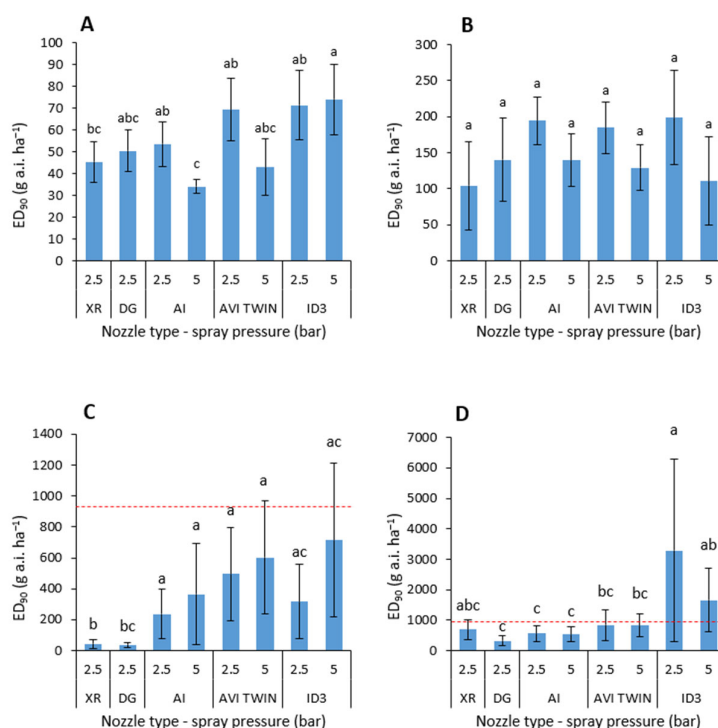 A
100
90
80
70
60
50
40
30
20
10
0
ED90 (g a.i. ha−1)
bc
abc
ab
c
ab
abc
ab
a
2.5 2.5 2.5 5 2.5 5 2.5 5
XR DG AI AVI TWIN ID3
Nozzle type - spray pressure (bar)
B
300
250
200
150
100
50
0
ED90 (g a.i. ha−1)
a
a
a
a
a
a
a
a
2.5 2.5 2.5 5 2.5 5 2.5 5
XR DG AI AVI TWIN ID3
Nozzle type - spray pressure (bar)
C
1400
1200
1000
800
600
400
200
0
ED90 (g a.i. ha−1)
b
bc
a
a
a
a
ac
ac
2.5 2.5 2.5 5 2.5 5 2.5 5
XR DG AI AVI TWIN ID3
Nozzle type - spray pressure (bar)
D
7000
6000
5000
4000
3000
2000
1000
0
ED90 (g a.i. ha−1)
abc
c
c
c
bc
bc
a
ab
2.5 2.5 2.5 5 2.5 5 2.5 5
XR DG AI AVI TWIN ID3
Nozzle type - spray pressure (bar)